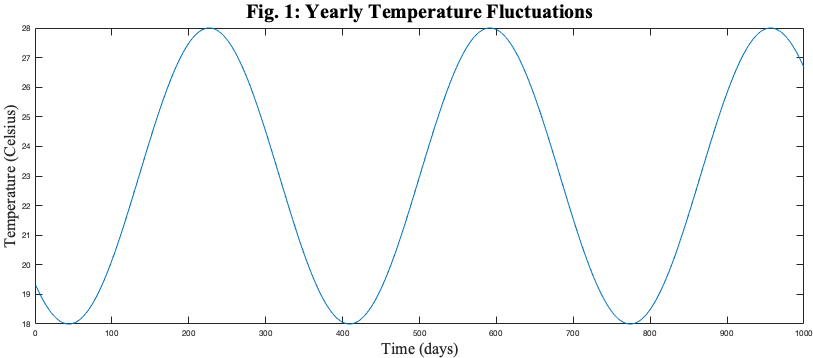 Fig. 1: Yearly Temperature Fluctuations
28
27
26
25
24
23
22
21
20
19
18
Temperature (Celsius)
0 100 200 300 400 500 600 700 800 900 1000
Time (days)